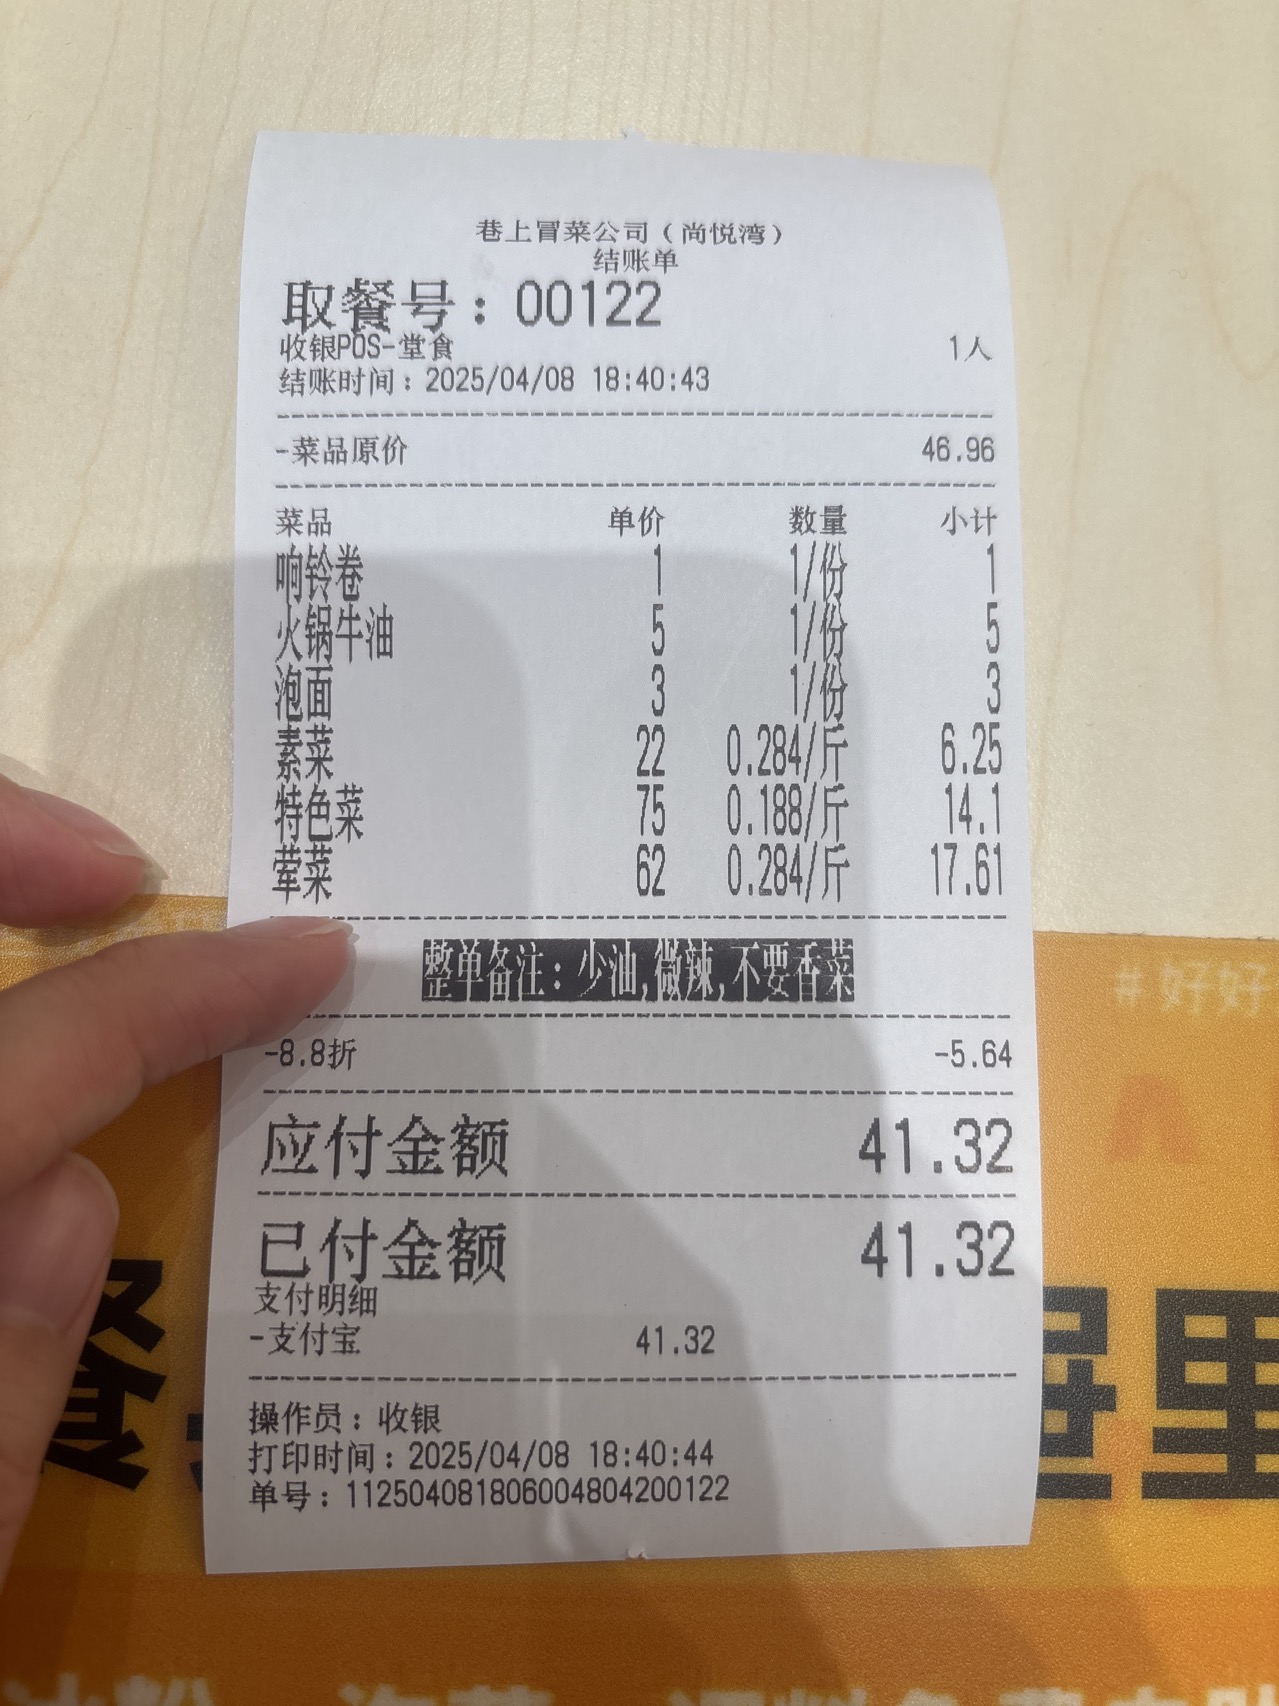 巷上冒菜公司（尚悦湾）
结账单
取餐号：00122
收银POS-堂食 1人
结账时间：2025/04/08 18:40:43
-菜品原价 46.96
菜品 单价 数量 小计
响铃卷 1 1/份 1
火锅牛油 5 1/份 5
泡面 3 1/份 3
素菜 22 0.284/斤 6.25
特色菜 75 0.188/斤 14.1
荤菜 62 0.284/斤 17.61
整单备注：少油,微辣,不要香菜
-8.8折 -5.64
应付金额 41.32
已付金额 41.32
支付明细
-支付宝 41.32
操作员：收银
打印时间：2025/04/08 18:40:44
单号：112504081806004804200122
#好好
里